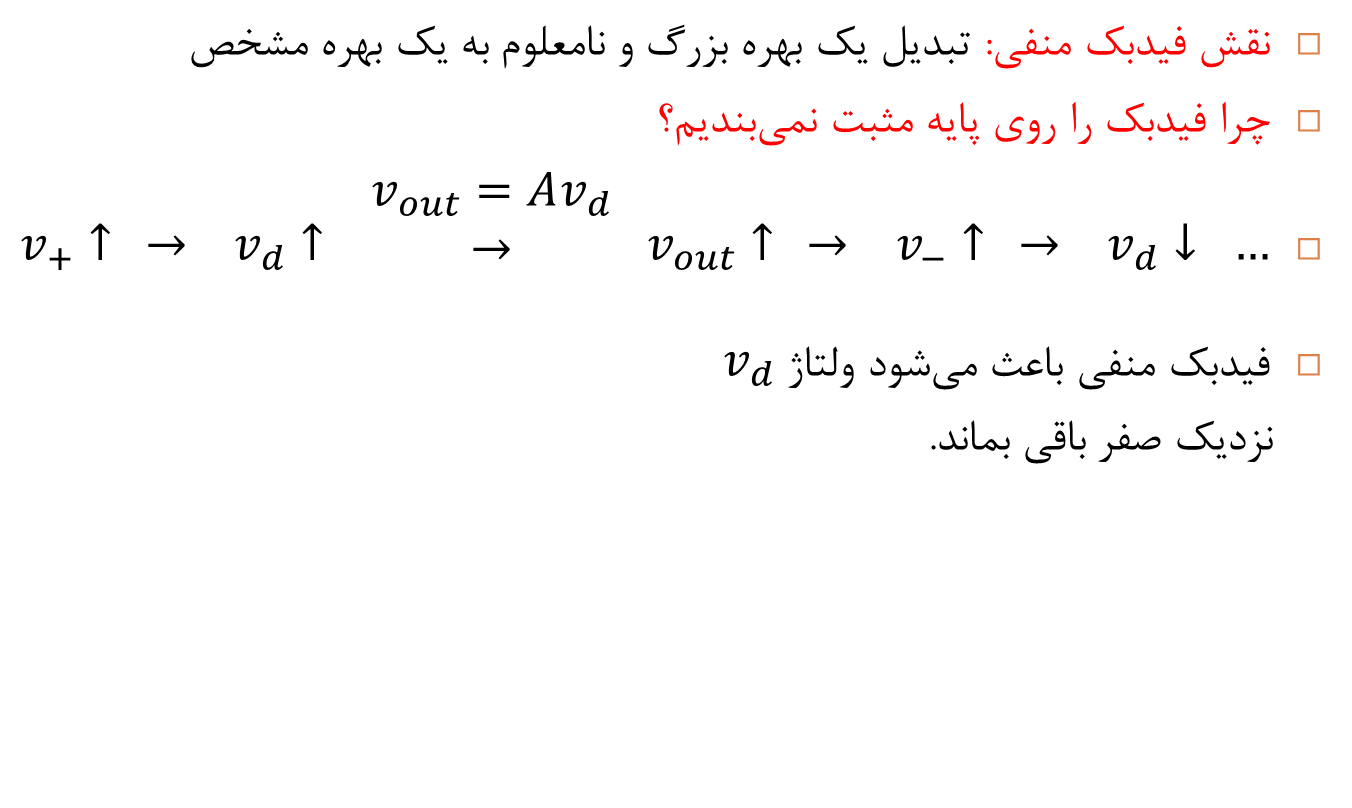 نقش فیدبک منفی: تبدیل یک بهره بزرگ و نامعلوم به یک بهره مشخص
چرا فیدبک را روی پایه مثبت نمی‌بندیم؟
v_out = Av_d
v_+ ↑ → v_d ↑ → v_out ↑ → v_− ↑ → v_d ↓ …
فیدبک منفی باعث می‌شود ولتاژ v_d
نزدیک صفر باقی بماند.